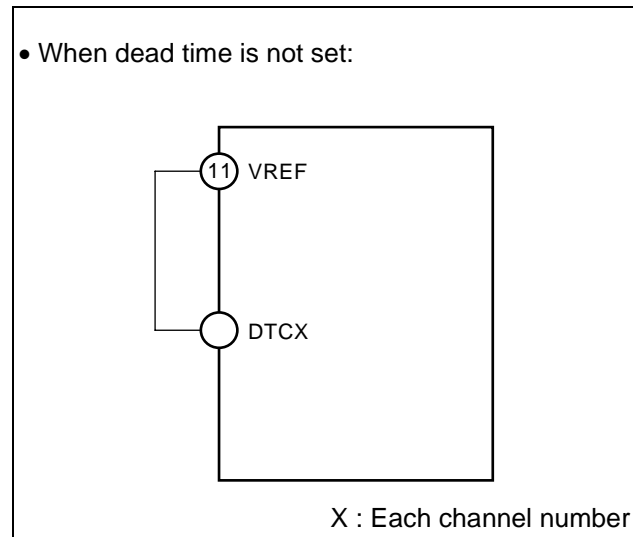 • When dead time is not set:
11 VREF
DTCX
X : Each channel number